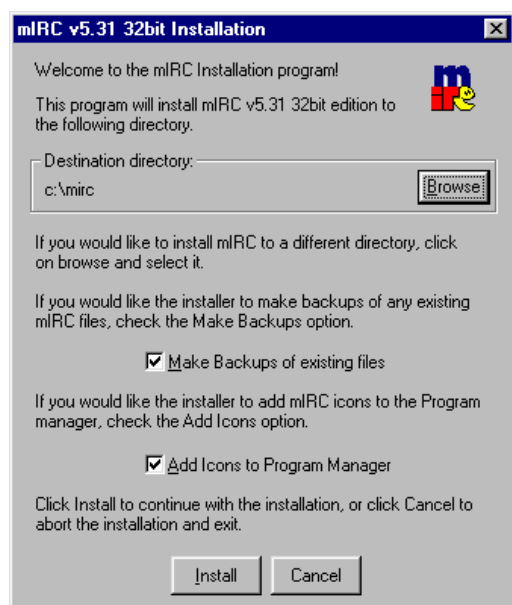 mIRC v5.31 32bit Installation
Welcome to the mIRC Installation program!
This program will install mIRC v5.31 32bit edition to
the following directory.
Destination directory:
c:\mirc
Browse
If you would like to install mIRC to a different directory, click
on browse and select it.
If you would like the installer to make backups of any existing
mIRC files, check the Make Backups option.
Make Backups of existing files
If you would like the installer to add mIRC icons to the Program
manager, check the Add Icons option.
Add Icons to Program Manager
Click Install to continue with the installation, or click Cancel to
abort the installation and exit.
Install
Cancel